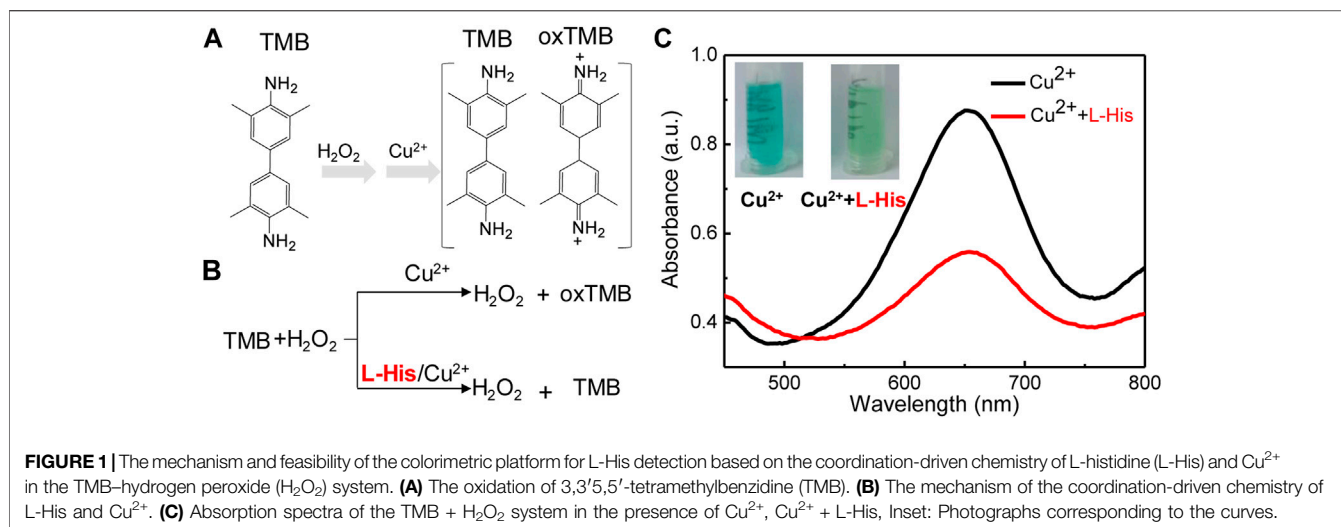 A
TMB
NH₂
NH₂
H₂O₂
Cu²⁺
TMB
oxTMB
NH₂
NH₂
+
NH₂
NH₂
+
B
TMB+H₂O₂
Cu²⁺
H₂O₂ + oxTMB
L-His/Cu²⁺
H₂O₂ + TMB
C
1.0
0.8
0.6
0.4
Absorbance (a.u.)
Cu²⁺
Cu²⁺+L-His
Cu²⁺
Cu²⁺+L-His
500
600
700
800
Wavelength (nm)
FIGURE 1 | The mechanism and feasibility of the colorimetric platform for L-His detection based on the coordination-driven chemistry of L-histidine (L-His) and Cu²⁺
in the TMB–hydrogen peroxide (H₂O₂) system. (A) The oxidation of 3,3′5,5′-tetramethylbenzidine (TMB). (B) The mechanism of the coordination-driven chemistry of
L-His and Cu²⁺. (C) Absorption spectra of the TMB + H₂O₂ system in the presence of Cu²⁺, Cu²⁺ + L-His, Inset: Photographs corresponding to the curves.